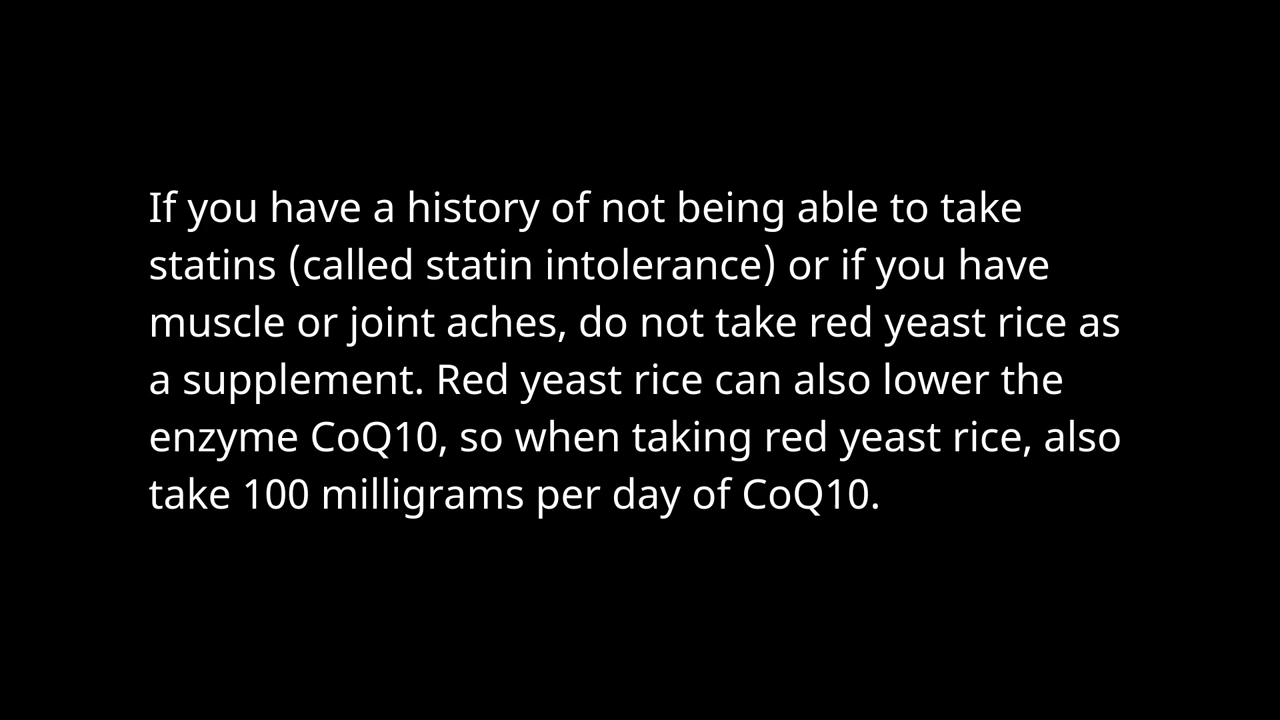 If you have a history of not being able to take
statins (called statin intolerance) or if you have
muscle or joint aches, do not take red yeast rice as
a supplement. Red yeast rice can also lower the
enzyme CoQ10, so when taking red yeast rice, also
take 100 milligrams per day of CoQ10.